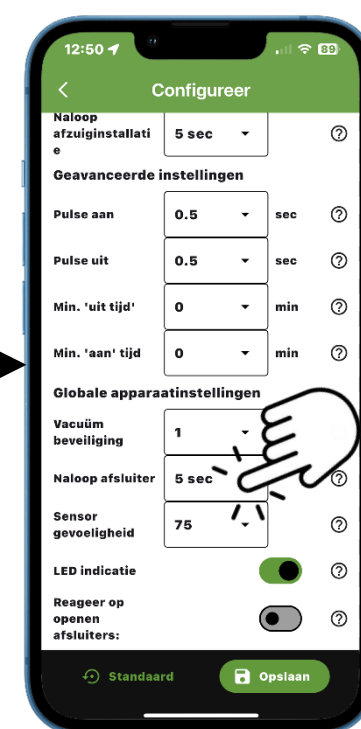 12:50 89
Configureer
Naloop
afzuiginstallati
e
5 sec
Geavanceerde instellingen
Pulse aan 0.5 sec
Pulse uit 0.5 sec
Min. 'uit tijd' 0 min
Min. 'aan' tijd 0 min
Globale apparaatinstellingen
Vacuüm
beveiliging
1
Naloop afsluiter 5 sec
Sensor
gevoeligheid
75
LED indicatie
Reageer op
openen
afsluiters:
Standaard Opslaan